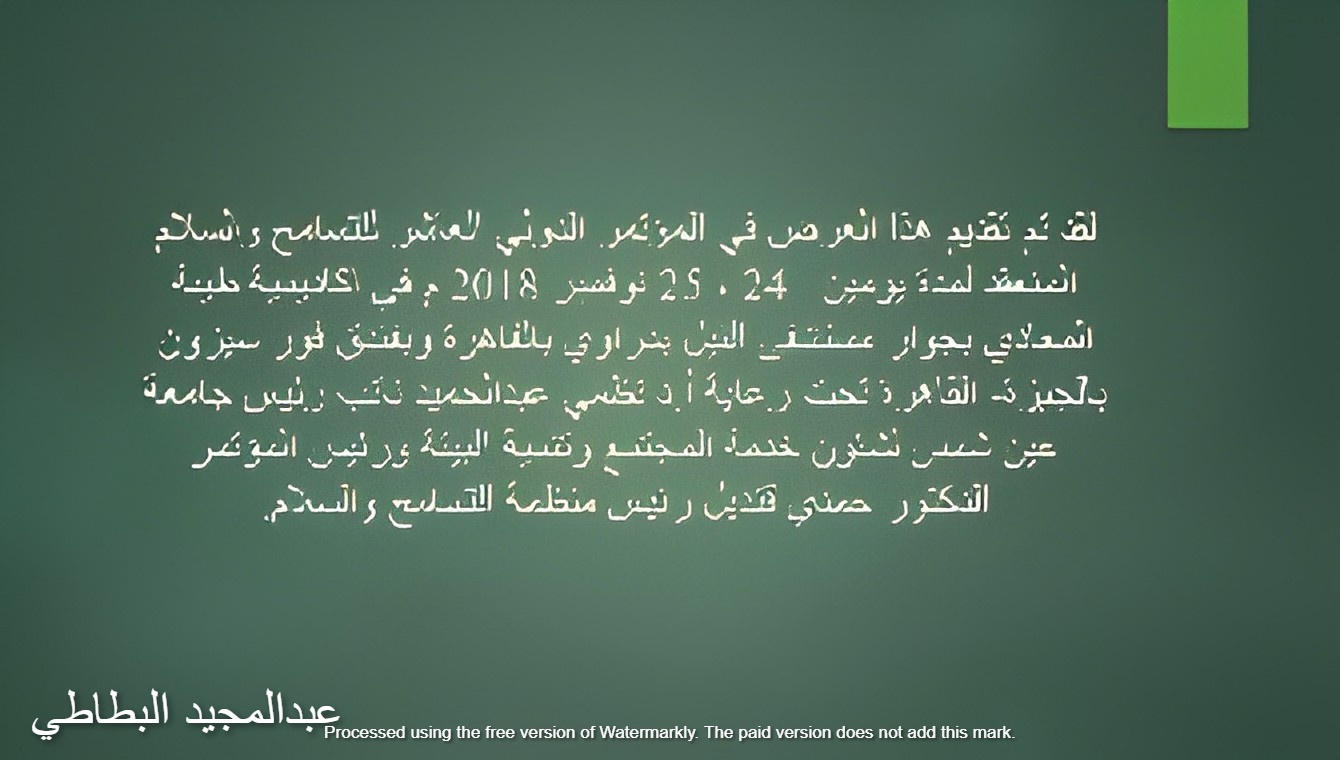 لقد تم تقديم هذا العرض في المؤتمر الدولي العاشر للتسامح والسلام
المنعقد لمدة يومين 24 ، 25 نوفمبر 2018 م في اكاديمية طيبة
المعادي بجوار مستشفى النيل بدراوي بالقاهرة وبفندق فور سيزون
بالجيزة القاهرة تحت رعاية أ.د نظمي عبدالحميد نائب رئيس جامعة
عين شمس لشئون خدمة المجتمع وتنمية البيئة ورئيس المؤتمر
الدكتور حسني قنديل رئيس منظمة التسامح والسلام.
عبدالمجيد البطاطي
Processed using the free version of Watermarkly. The paid version does not add this mark.